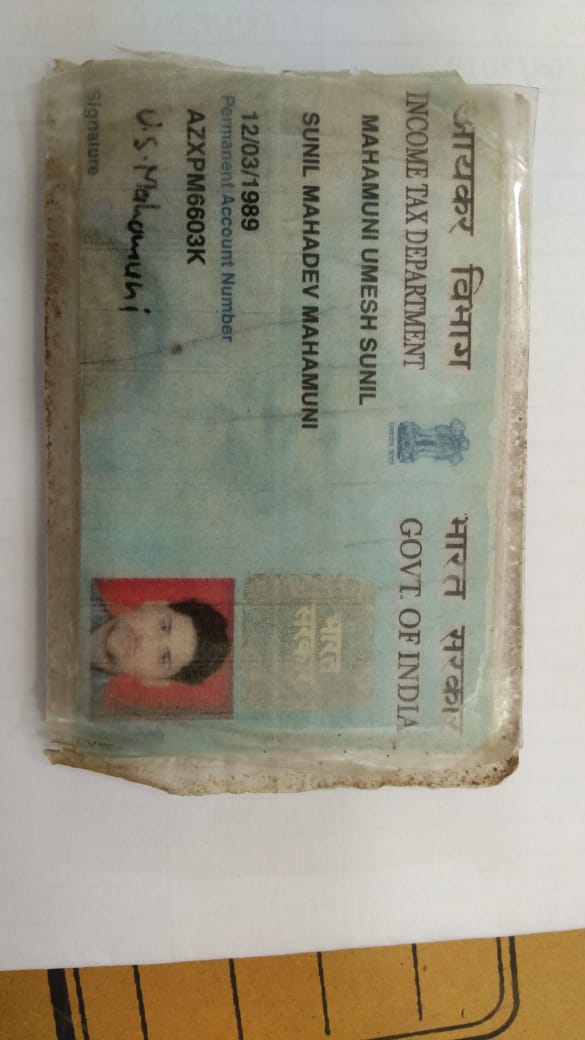 आयकर विभाग
INCOME TAX DEPARTMENT
भारत सरकार
GOVT. OF INDIA
MAHAMUNI UMESH SUNIL
SUNIL MAHADEV MAHAMUNI
12/03/1989
Permanent Account Number
AZXPM6603K
U.S.Mahamuni
Signature
भारत
सरकार